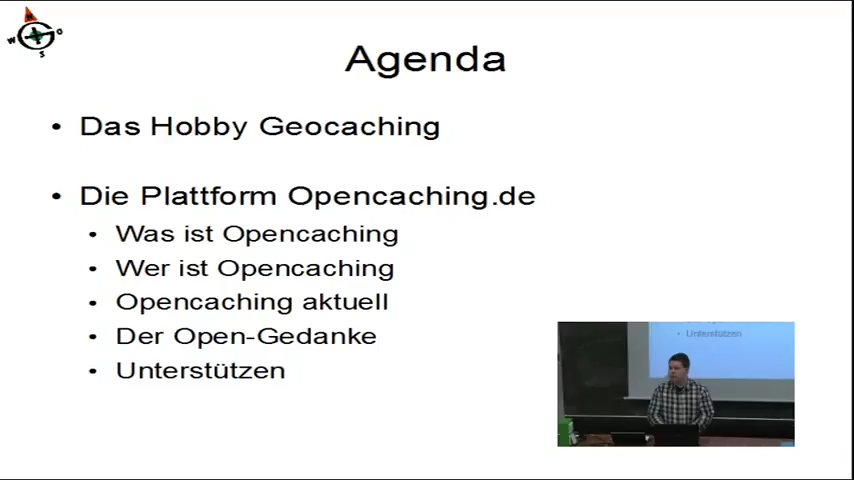 W O
S
Agenda
• Das Hobby Geocaching
• Die Plattform Opencaching.de
• Was ist Opencaching
• Wer ist Opencaching
• Opencaching aktuell
• Der Open-Gedanke
• Unterstützen
• Unterstützen